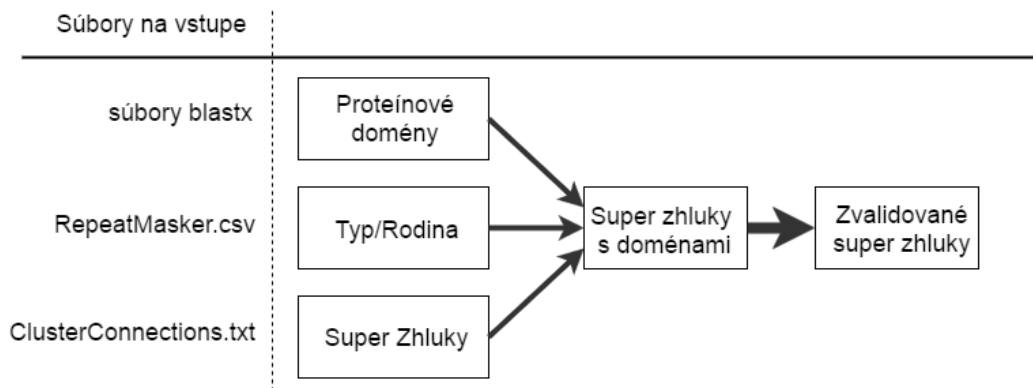 Súbory na vstupe
súbory blastx
Proteínové
domény
RepeatMasker.csv
Typ/Rodina
Super zhluky
s doménami
Zvalidované
super zhluky
ClusterConnections.txt
Super Zhluky